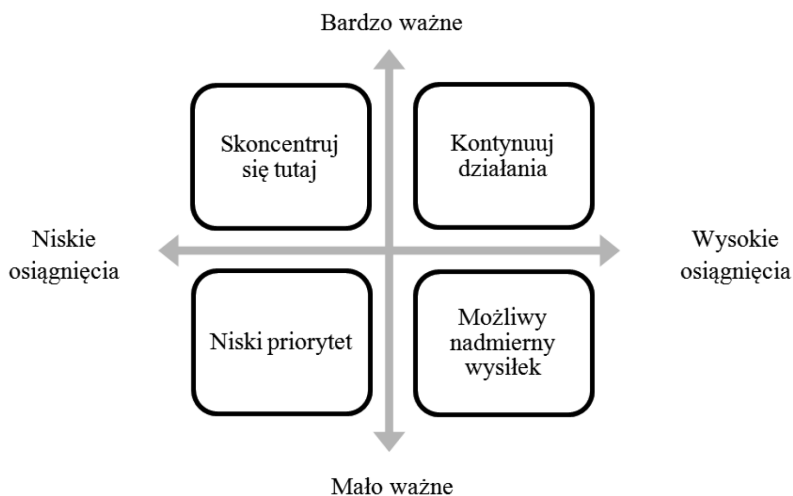 Bardzo ważne
Skoncentruj
się tutaj
Kontynuuj
działania
Niskie
osiągnięcia
Wysokie
osiągnięcia
Niski priorytet
Możliwy
nadmierny
wysiłek
Mało ważne